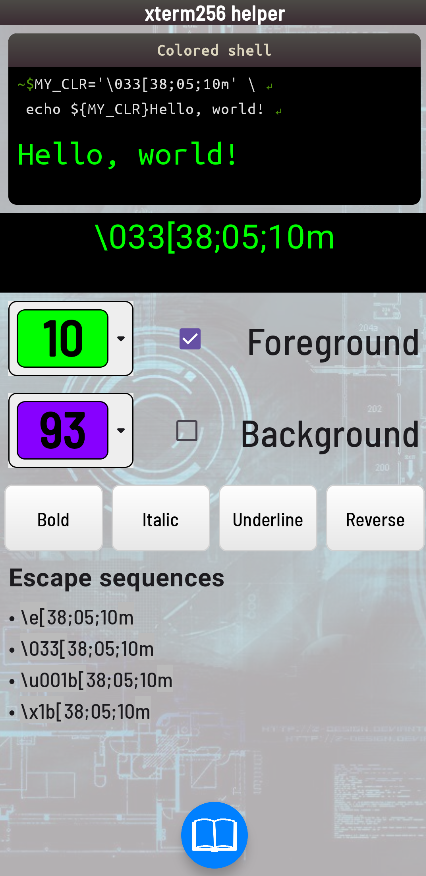 xterm256 helper
Colored shell
~$MY_CLR='\033[38;05;10m' \ ↲
echo ${MY_CLR}Hello, world! ↲
Hello, world!
\033[38;05;10m
10
Foreground
93
Background
Bold Italic Underline Reverse
Escape sequences
• \e[38;05;10m
• \033[38;05;10m
• \u001b[38;05;10m
• \x1b[38;05;10m